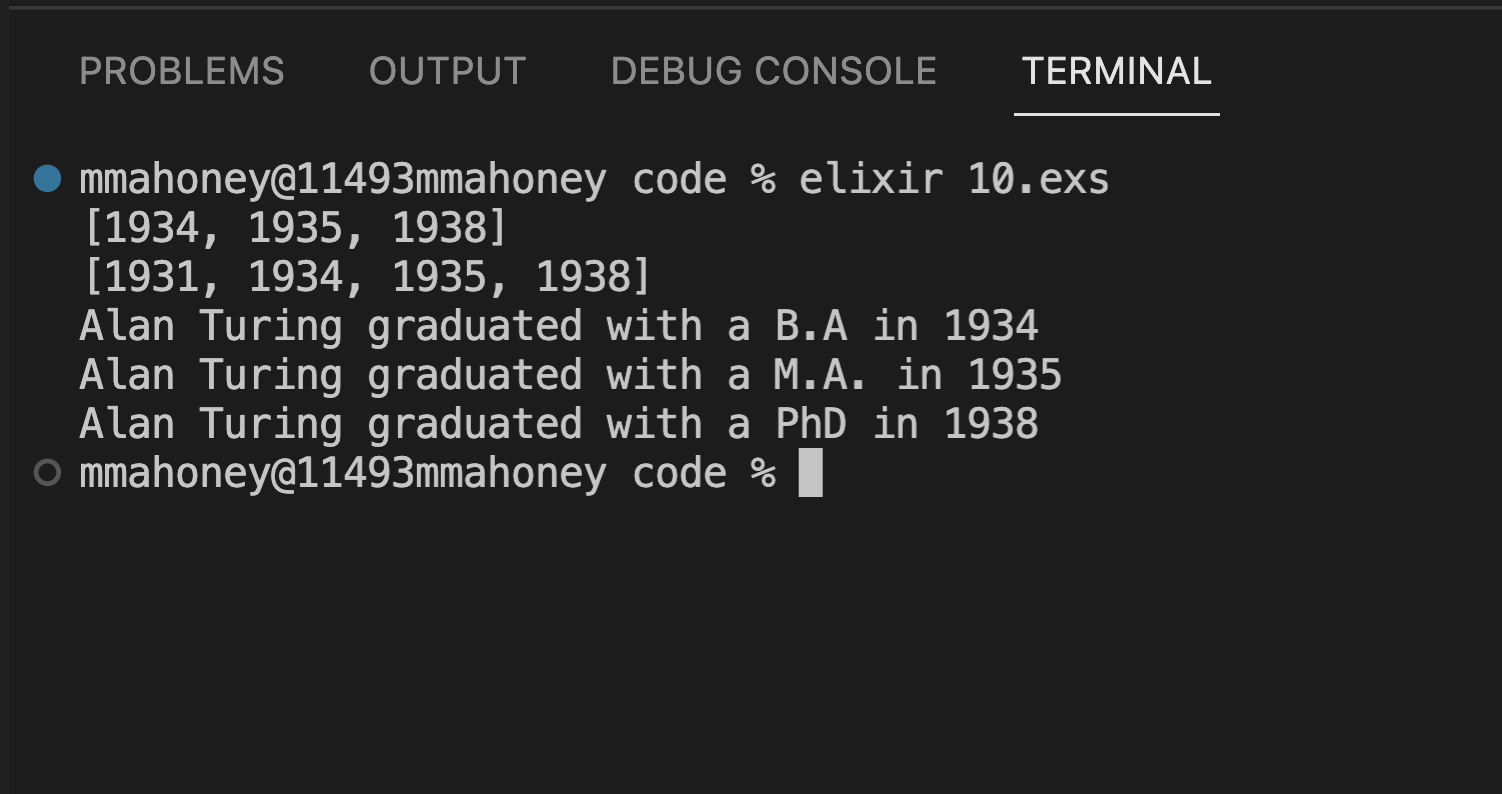 PROBLEMS OUTPUT DEBUG CONSOLE TERMINAL
mmahoney@11493mmahoney code % elixir 10.exs
[1934, 1935, 1938]
[1931, 1934, 1935, 1938]
Alan Turing graduated with a B.A in 1934
Alan Turing graduated with a M.A. in 1935
Alan Turing graduated with a PhD in 1938
mmahoney@11493mmahoney code %